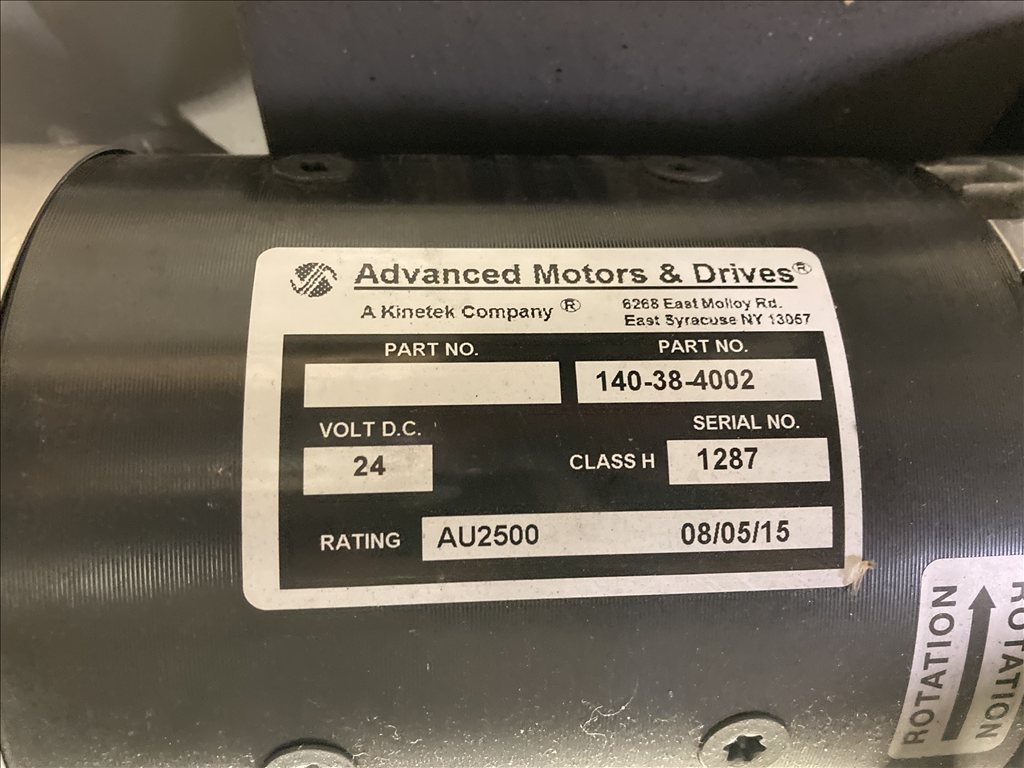 Advanced Motors & Drives®
A Kinetek Company ®
6268 East Molloy Rd.
East Syracuse NY 13057
PART NO.
PART NO.
140-38-4002
VOLT D.C.
SERIAL NO.
24
CLASS H
1287
RATING
AU2500
08/05/15
ROTATION
ROTATION